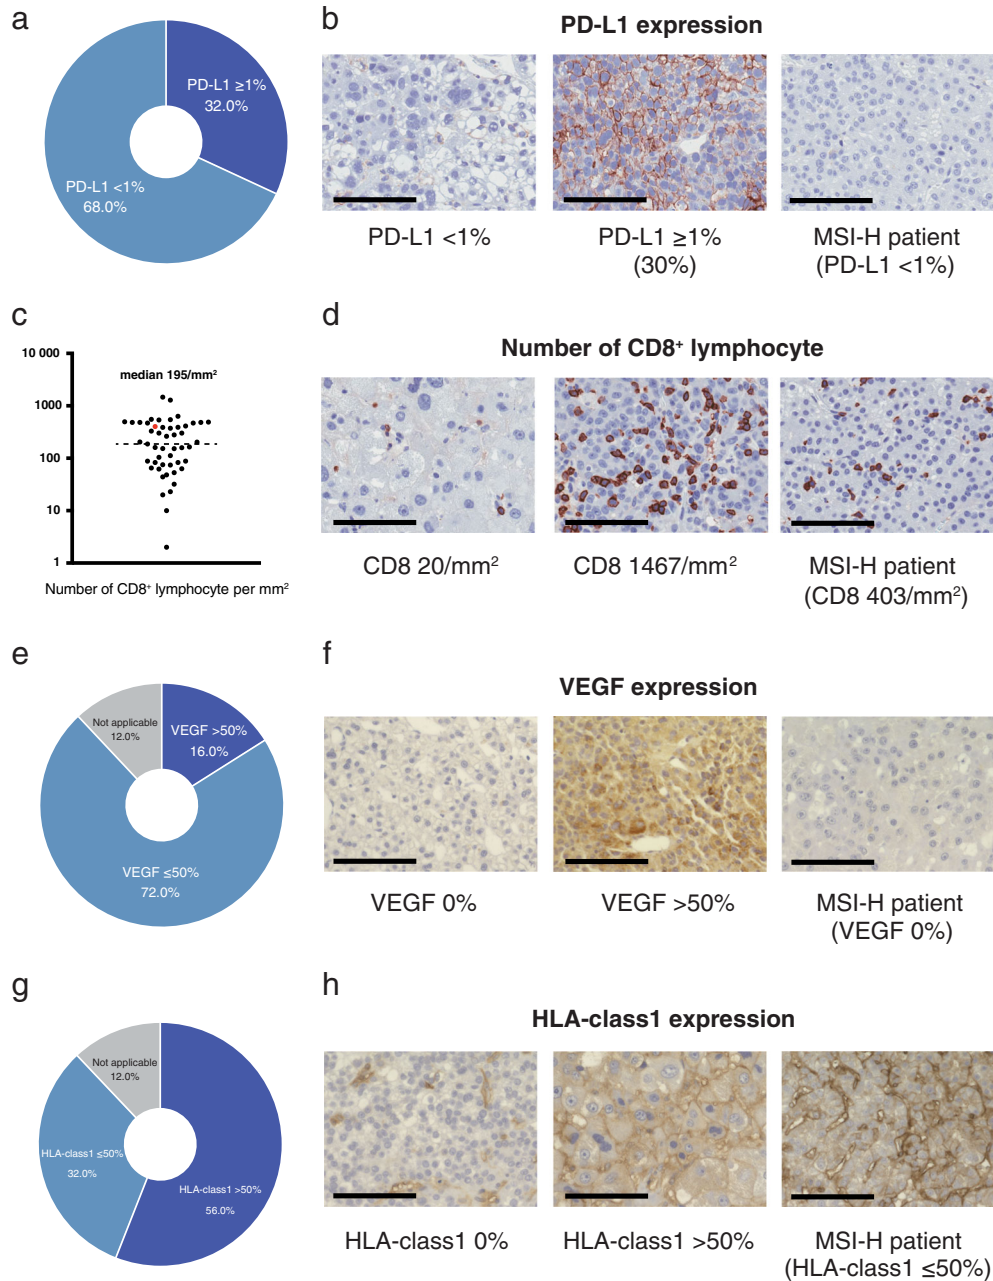 a
PD-L1 ≥1%
32.0%
PD-L1 <1%
68.0%
b
PD-L1 expression
PD-L1 <1%
PD-L1 ≥1%
(30%)
MSI-H patient
(PD-L1 <1%)
c
10 000
median 195/mm²
1000
100
10
1
Number of CD8⁺ lymphocyte per mm²
d
Number of CD8⁺ lymphocyte
CD8 20/mm²
CD8 1467/mm²
MSI-H patient
(CD8 403/mm²)
e
Not applicable
12.0%
VEGF >50%
16.0%
VEGF ≤50%
72.0%
f
VEGF expression
VEGF 0%
VEGF >50%
MSI-H patient
(VEGF 0%)
g
Not applicable
12.0%
HLA-class1 ≤50%
32.0%
HLA-class1 >50%
56.0%
h
HLA-class1 expression
HLA-class1 0%
HLA-class1 >50%
MSI-H patient
(HLA-class1 ≤50%)